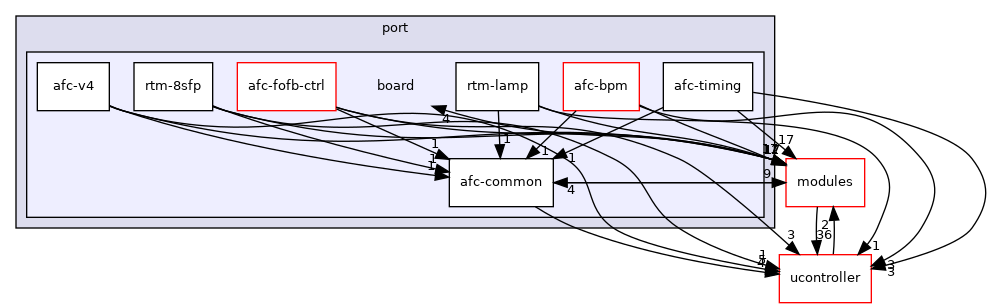 port
afc-v4
rtm-8sfp
afc-fofb-ctrl
board
rtm-lamp
afc-bpm
afc-timing
4
1
1
1
17
1
1
1
afc-common
4
9
modules
2
36
3
1
3
3
ucontroller